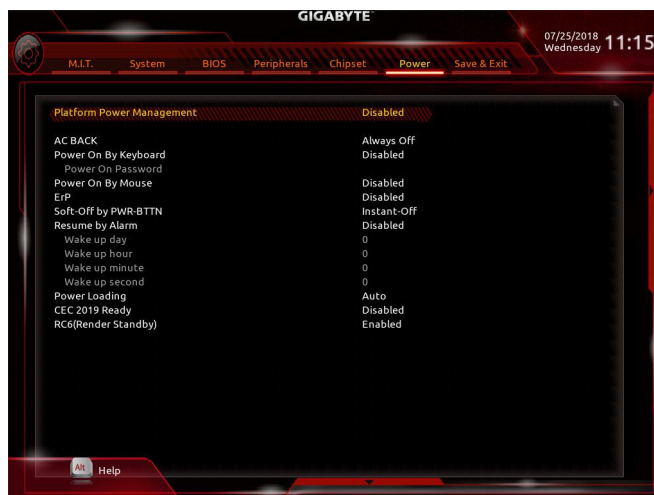 GIGABYTE™
07/25/2018
Wednesday 11:15
M.I.T. System BIOS Peripherals Chipset Power Save & Exit
Platform Power Management Disabled
AC BACK Always Off
Power On By Keyboard Disabled
Power On Password
Power On By Mouse Disabled
ErP Disabled
Soft-Off by PWR-BTTN Instant-Off
Resume by Alarm Disabled
Wake up day 0
Wake up hour 0
Wake up minute 0
Wake up second 0
Power Loading Auto
CEC 2019 Ready Disabled
RC6(Render Standby) Enabled
Alt Help